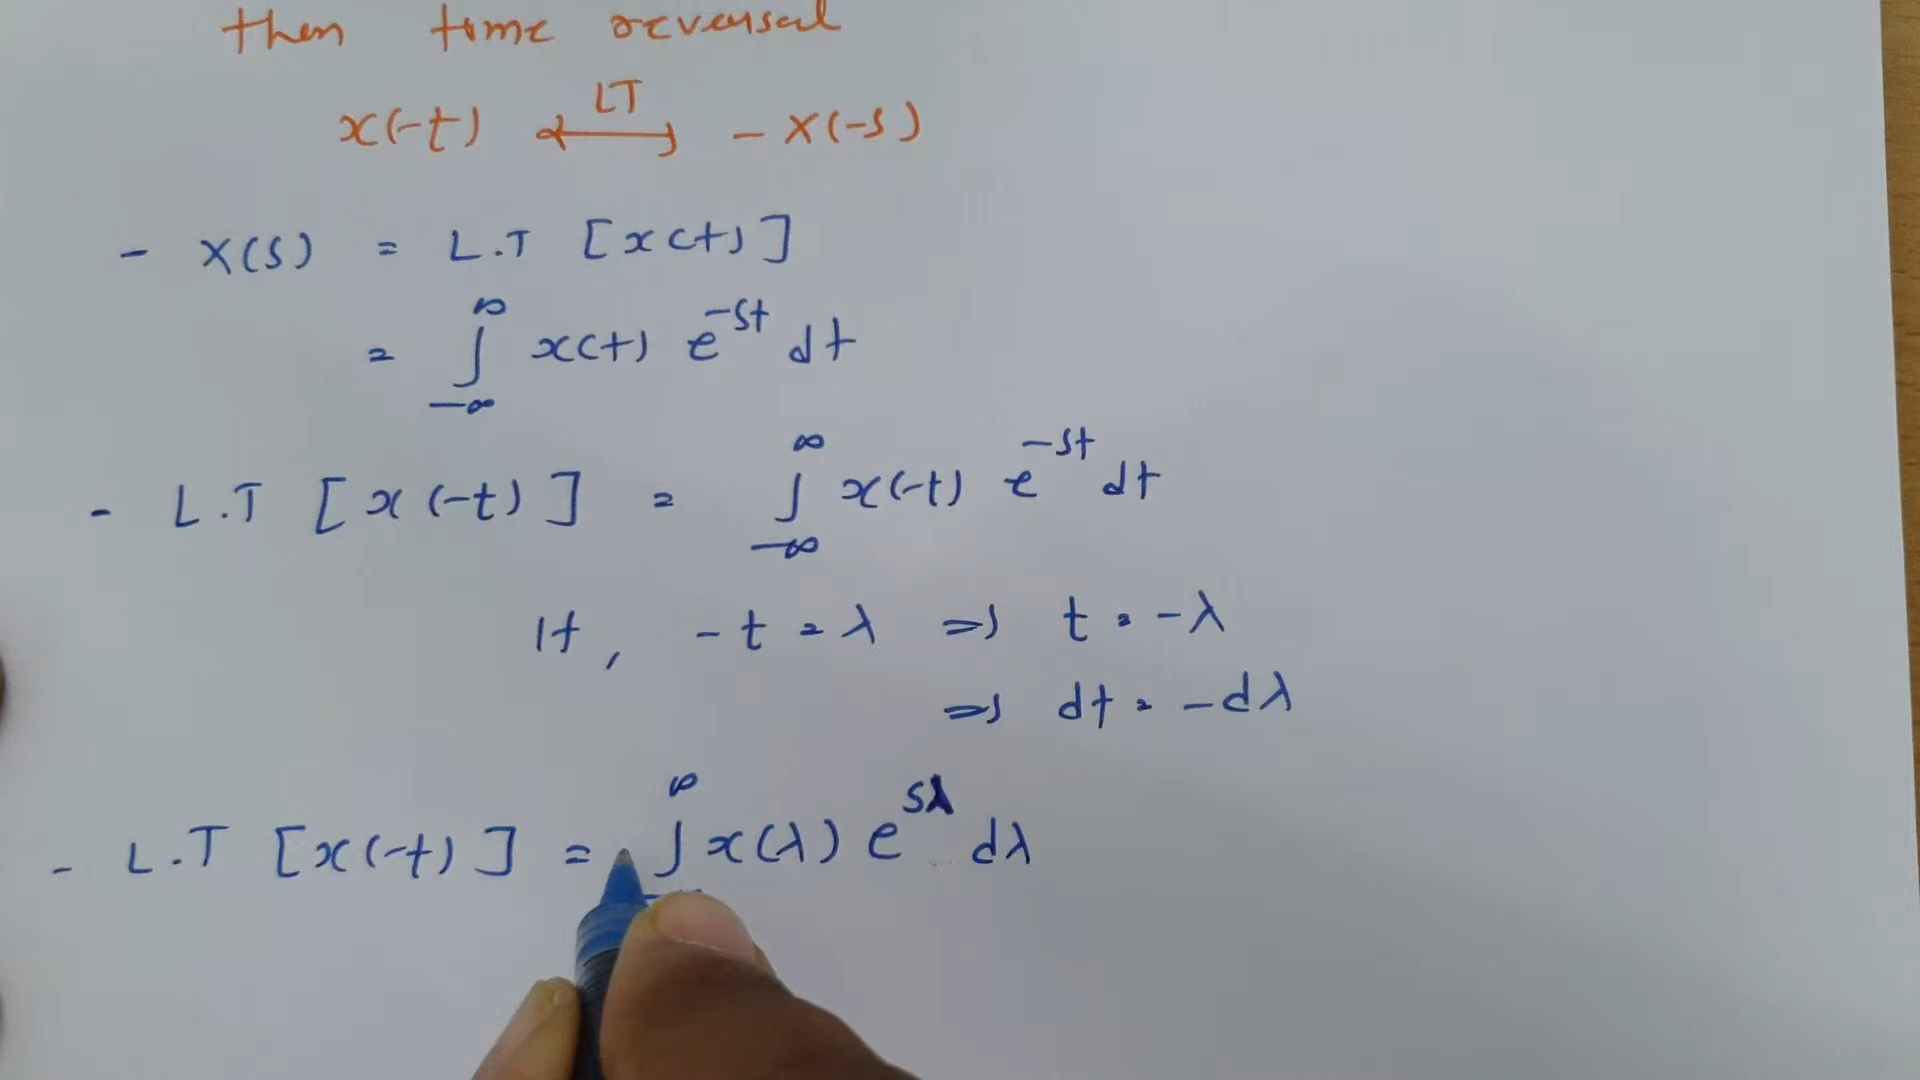 then time reversal
x(-t) ⟷ LT - X(-s)
- X(s) = L.T [x(t)]
= ∫_{-∞}^{∞} x(t) e^{-st} dt
- L.T [x(-t)] = ∫_{-∞}^{∞} x(-t) e^{-st} dt
If, -t = λ ⇒ t = -λ
⇒ dt = -dλ
- L.T [x(-t)] = ∫^{∞} x(λ) e^{sλ} dλ